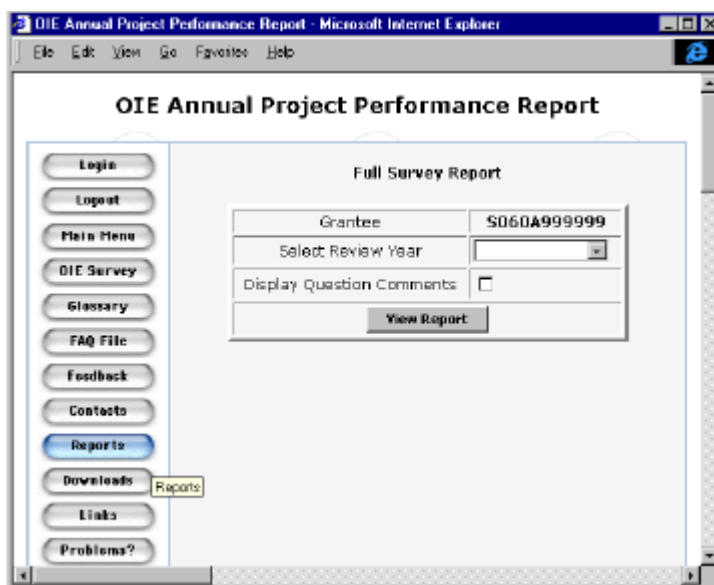 OIE Annual Project Performance Report - Microsoft Internet Explorer
File Edit View Go Favorites Help
OIE Annual Project Performance Report
Login
Logout
Main Menu
OIE Survey
Glossary
FAQ File
Feedback
Contacts
Reports
Downloads
Reports
Links
Problems?
Full Survey Report
Grantee S060A999999
Select Review Year
Display Question Comments
View Report